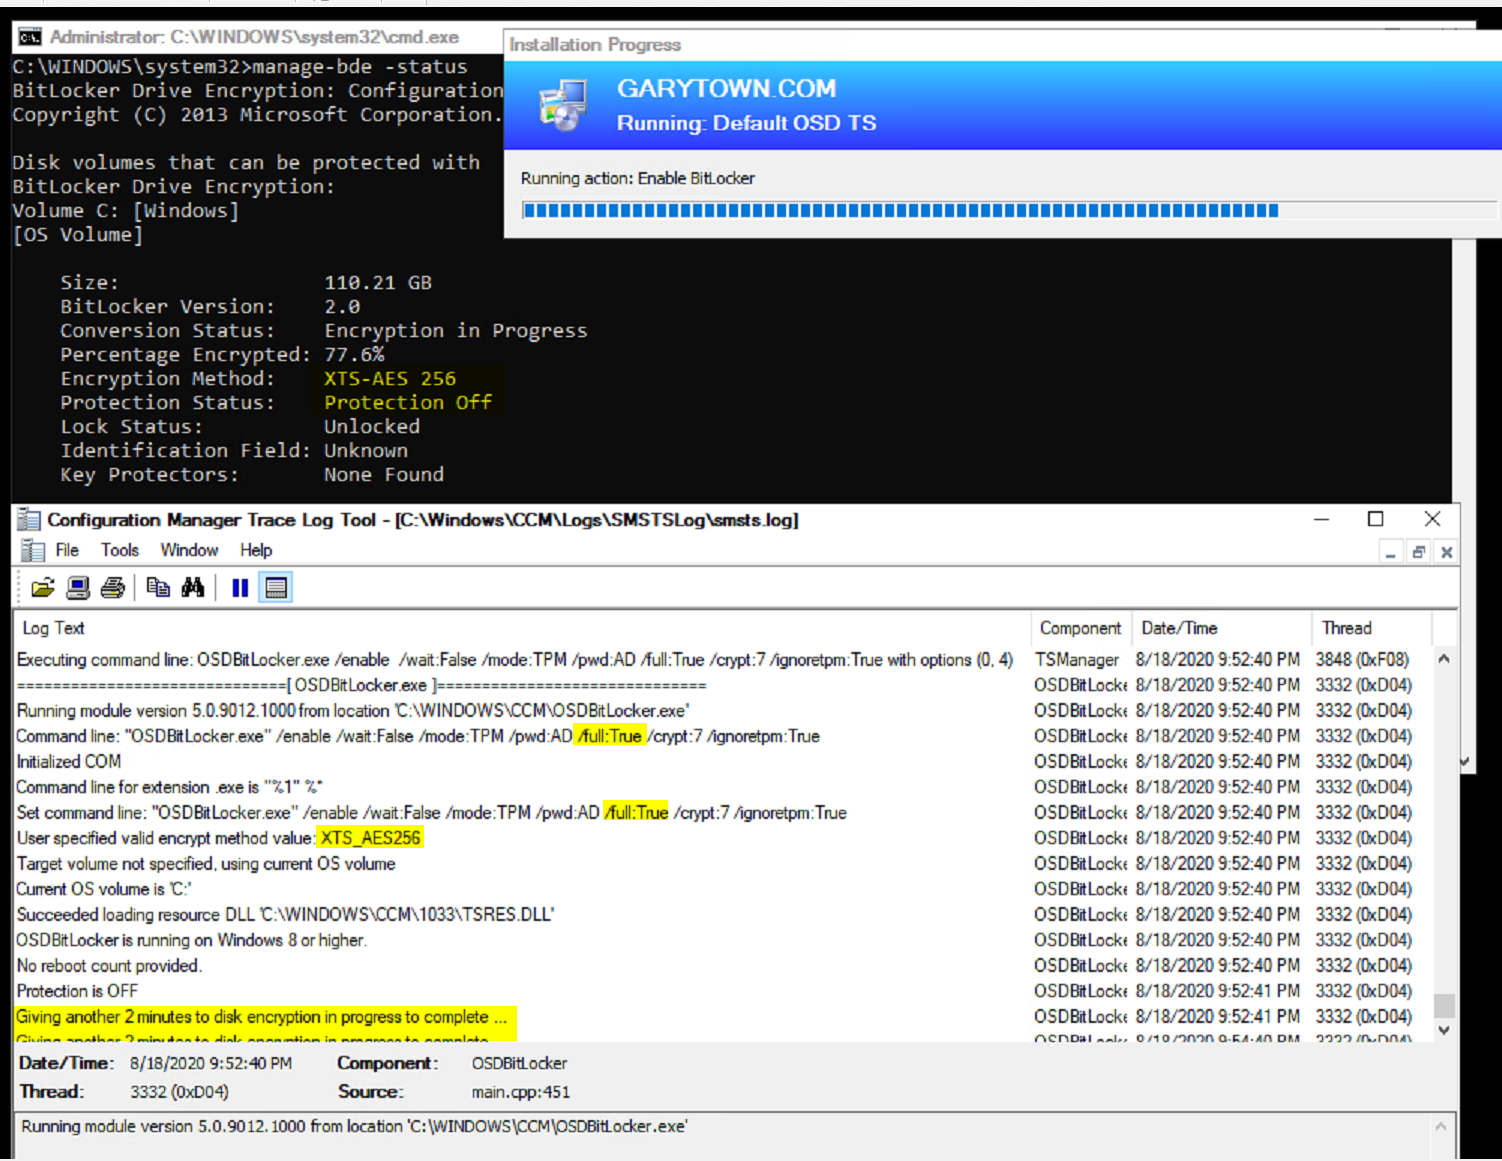 Administrator: C:\WINDOWS\system32\cmd.exe
C:\WINDOWS\system32>manage-bde -status
BitLocker Drive Encryption: Configuration
Copyright (C) 2013 Microsoft Corporation.
Disk volumes that can be protected with
BitLocker Drive Encryption:
Volume C: [Windows]
[OS Volume]
Size: 110.21 GB
BitLocker Version: 2.0
Conversion Status: Encryption in Progress
Percentage Encrypted: 77.6%
Encryption Method: XTS-AES 256
Protection Status: Protection Off
Lock Status: Unlocked
Identification Field: Unknown
Key Protectors: None Found
Installation Progress
GARYTOWN.COM
Running: Default OSD TS
Running action: Enable BitLocker
Configuration Manager Trace Log Tool - [C:\Windows\CCM\Logs\SMSTSLog\smsts.log]
File Tools Window Help
Log Text Component Date/Time Thread
Executing command line: OSDBitLocker.exe /enable /wait:False /mode:TPM /pwd:AD /full:True /crypt:7 /ignoretpm:True with options (0, 4) TSManager 8/18/2020 9:52:40 PM 3848 (0xF08)
==============================[ OSDBitLocker.exe ]============================== OSDBitLocke 8/18/2020 9:52:40 PM 3332 (0xD04)
Running module version 5.0.9012.1000 from location 'C:\WINDOWS\CCM\OSDBitLocker.exe' OSDBitLocke 8/18/2020 9:52:40 PM 3332 (0xD04)
Command line: "OSDBitLocker.exe" /enable /wait:False /mode:TPM /pwd:AD /full:True /crypt:7 /ignoretpm:True OSDBitLocke 8/18/2020 9:52:40 PM 3332 (0xD04)
Initialized COM OSDBitLocke 8/18/2020 9:52:40 PM 3332 (0xD04)
Command line for extension .exe is "%1" %* OSDBitLocke 8/18/2020 9:52:40 PM 3332 (0xD04)
Set command line: "OSDBitLocker.exe" /enable /wait:False /mode:TPM /pwd:AD /full:True /crypt:7 /ignoretpm:True OSDBitLocke 8/18/2020 9:52:40 PM 3332 (0xD04)
User specified valid encrypt method value: XTS_AES256 OSDBitLocke 8/18/2020 9:52:40 PM 3332 (0xD04)
Target volume not specified, using current OS volume OSDBitLocke 8/18/2020 9:52:40 PM 3332 (0xD04)
Current OS volume is 'C:' OSDBitLocke 8/18/2020 9:52:40 PM 3332 (0xD04)
Succeeded loading resource DLL 'C:\WINDOWS\CCM\1033\TSRES.DLL' OSDBitLocke 8/18/2020 9:52:40 PM 3332 (0xD04)
OSDBitLocker is running on Windows 8 or higher. OSDBitLocke 8/18/2020 9:52:40 PM 3332 (0xD04)
No reboot count provided. OSDBitLocke 8/18/2020 9:52:40 PM 3332 (0xD04)
Protection is OFF OSDBitLocke 8/18/2020 9:52:41 PM 3332 (0xD04)
Giving another 2 minutes to disk encryption in progress to complete ... OSDBitLocke 8/18/2020 9:52:41 PM 3332 (0xD04)
Giving another 2 minutes to disk encryption in progress to complete OSDBitLocke 8/18/2020 9:54:40 PM 3332 (0xD04)
Date/Time: 8/18/2020 9:52:40 PM Component: OSDBitLocker
Thread: 3332 (0xD04) Source: main.cpp:451
Running module version 5.0.9012.1000 from location 'C:\WINDOWS\CCM\OSDBitLocker.exe'